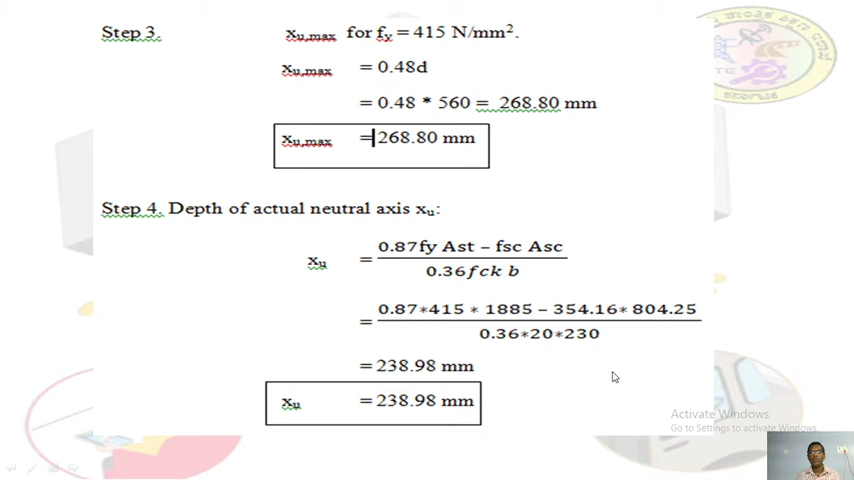 Step 3. xu,max for fy = 415 N/mm².
xu,max = 0.48d
= 0.48 * 560 = 268.80 mm
xu,max = 268.80 mm
Step 4. Depth of actual neutral axis xu:
xu = 0.87fy Ast – fsc Asc
0.36fck b
= 0.87*415 * 1885 – 354.16* 804.25
0.36*20*230
= 238.98 mm
xu = 238.98 mm
Activate Windows
Go to Settings to activate Windows.